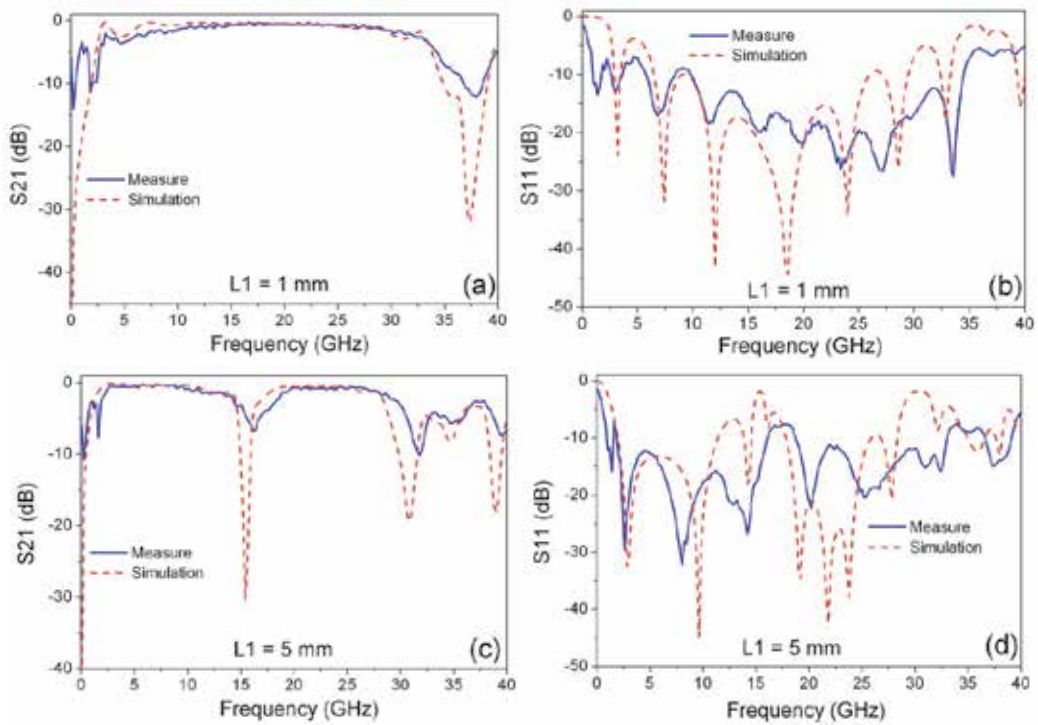 0
-10
-20
-30
-40
S21 (dB)
Measure
Simulation
L1 = 1 mm
(a)
0 5 10 15 20 25 30 35 40
Frequency (GHz)
0
-10
-20
-30
-40
-50
S11 (dB)
Measure
Simulation
L1 = 1 mm
(b)
0 5 10 15 20 25 30 35 40
Frequency (GHz)
0
-10
-20
-30
-40
S21 (dB)
Measure
Simulation
L1 = 5 mm
(c)
0 5 10 15 20 25 30 35 40
Frequency (GHz)
0
-10
-20
-30
-40
-50
S11 (dB)
Measure
Simulation
L1 = 5 mm
(d)
0 5 10 15 20 25 30 35 40
Frequency (GHz)